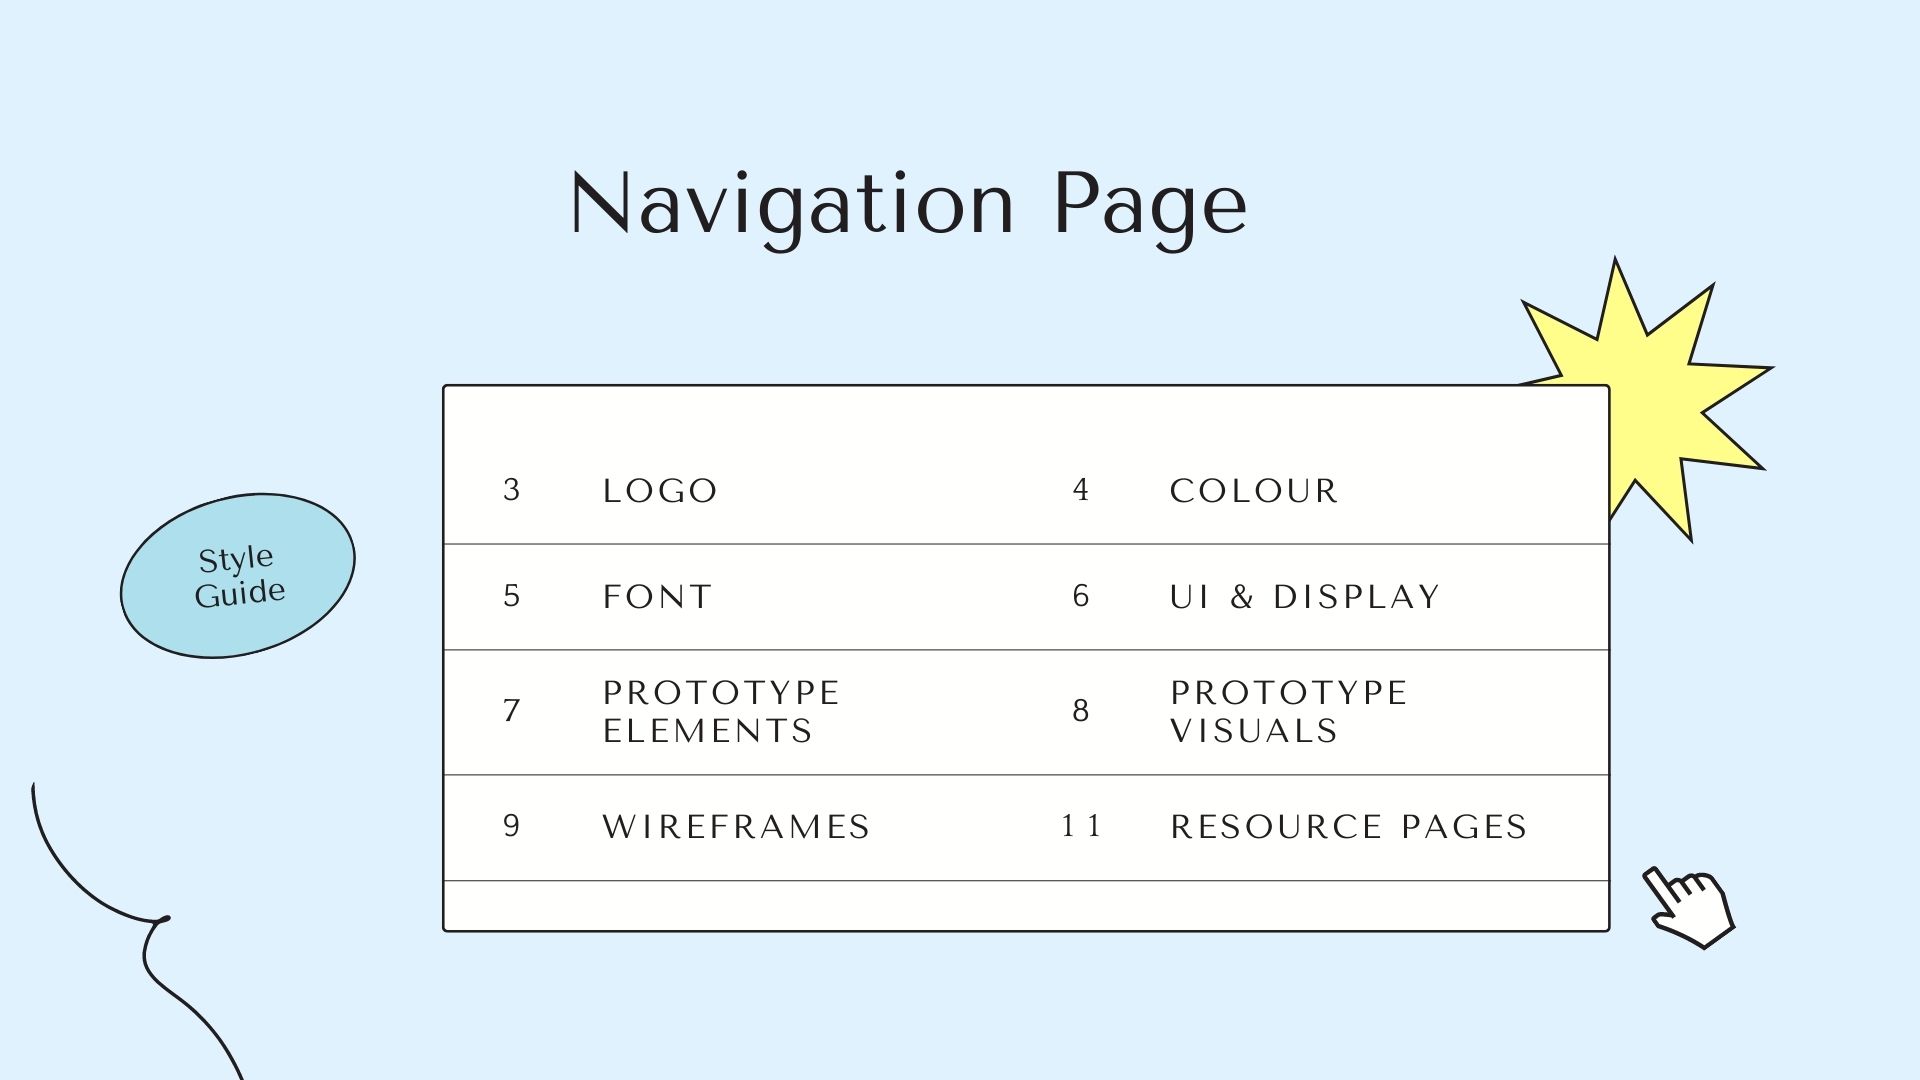 Navigation Page
3 LOGO 4 COLOUR
Style
Guide
5 FONT 6 UI & DISPLAY
7 PROTOTYPE
ELEMENTS
8 PROTOTYPE
VISUALS
9 WIREFRAMES 11 RESOURCE PAGES